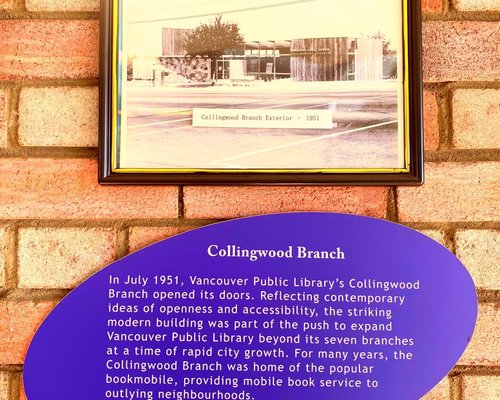 Collingwood Branch Exterior - 1951
Collingwood Branch
In July 1951, Vancouver Public Library's Collingwood
Branch opened its doors. Reflecting contemporary
ideas of openness and accessibility, the striking
modern building was part of the push to expand
Vancouver Public Library beyond its seven branches
at a time of rapid city growth. For many years, the
Collingwood Branch was home of the popular
bookmobile, providing mobile book service to
outlying neighbourhoods.